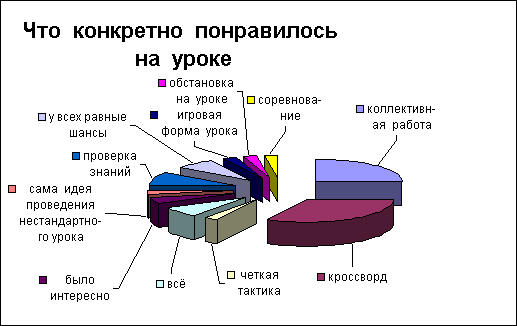 Что конкретно понравилось
на уроке
обстановка
на уроке
соревнова-
ние
игровая
форма урока
коллективн-
ая работа
у всех равные
шансы
проверка
знаний
сама идея
проведения
нестандартно-
го урока
было
интересно
всё
четкая
тактика
кроссворд